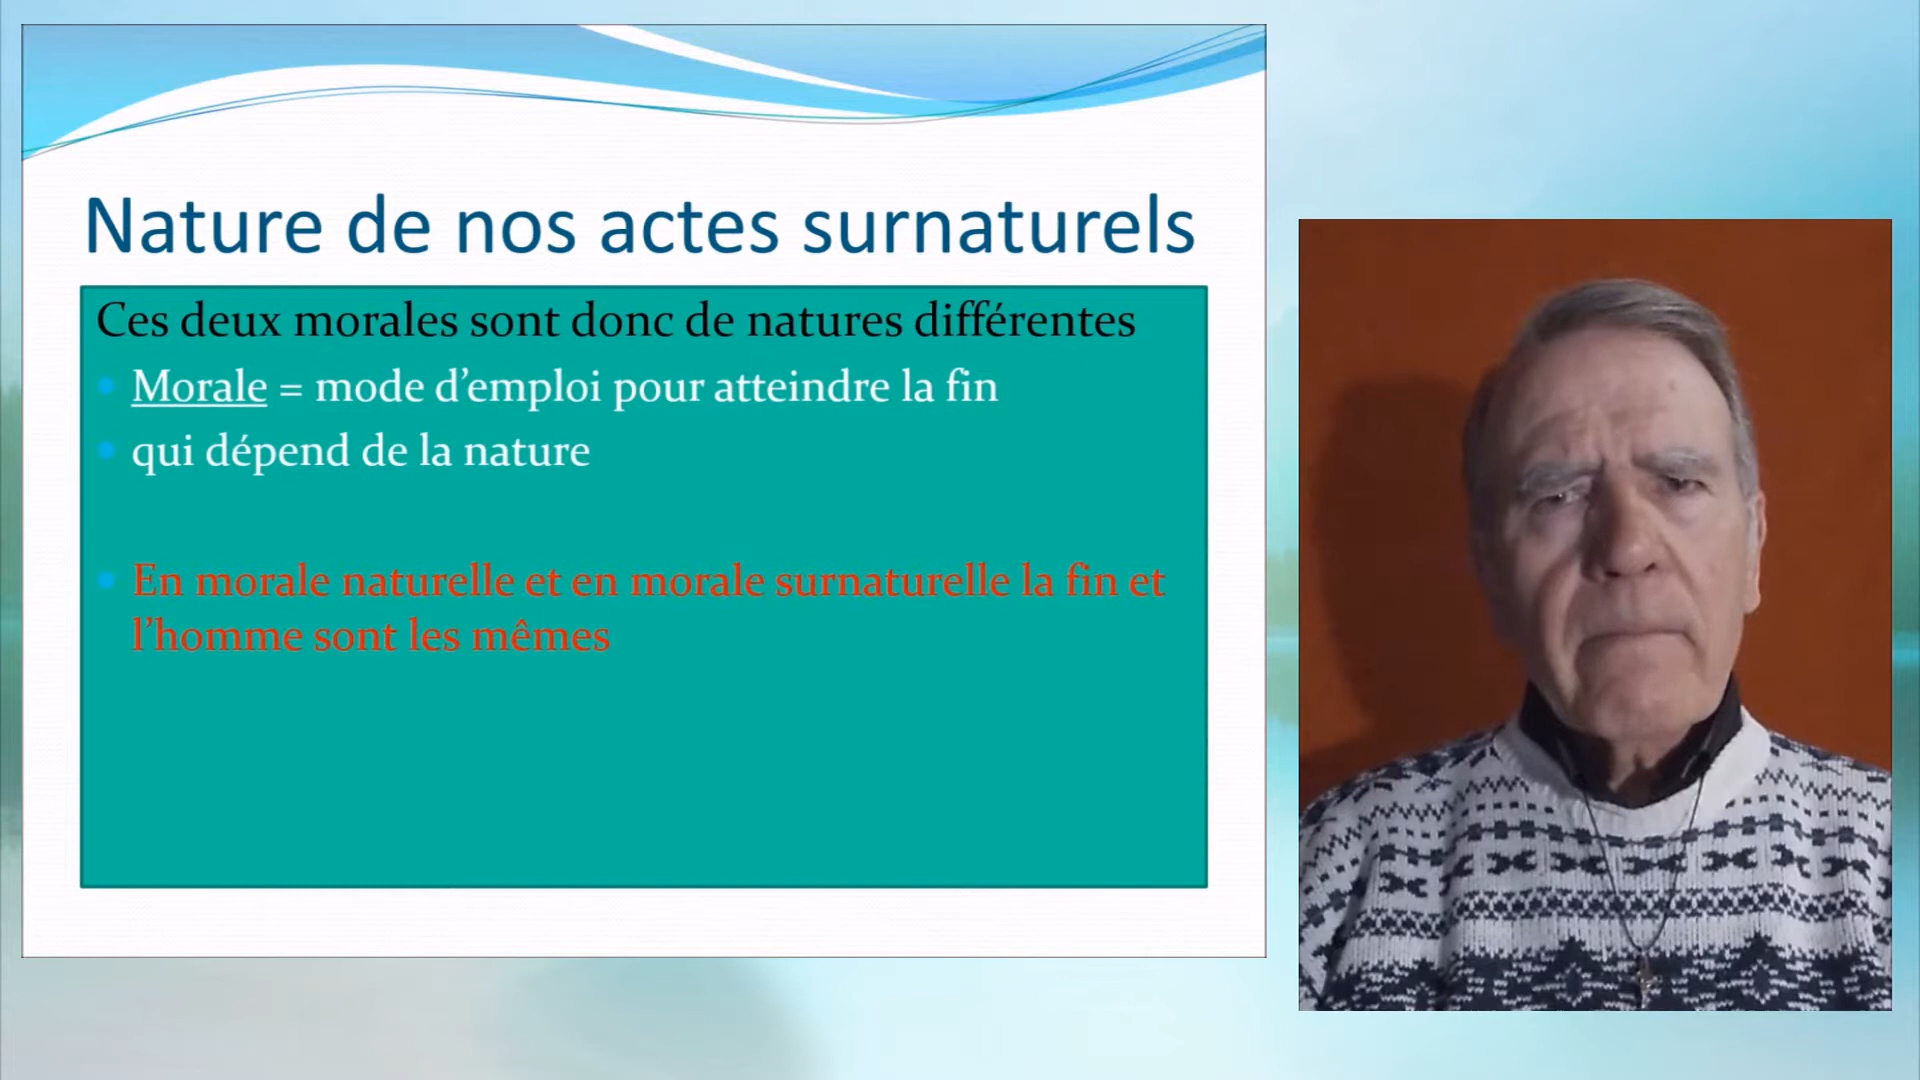 Nature de nos actes surnaturels
Ces deux morales sont donc de natures différentes
Morale = mode d’emploi pour atteindre la fin
qui dépend de la nature
En morale naturelle et en morale surnaturelle la fin et
l’homme sont les mêmes